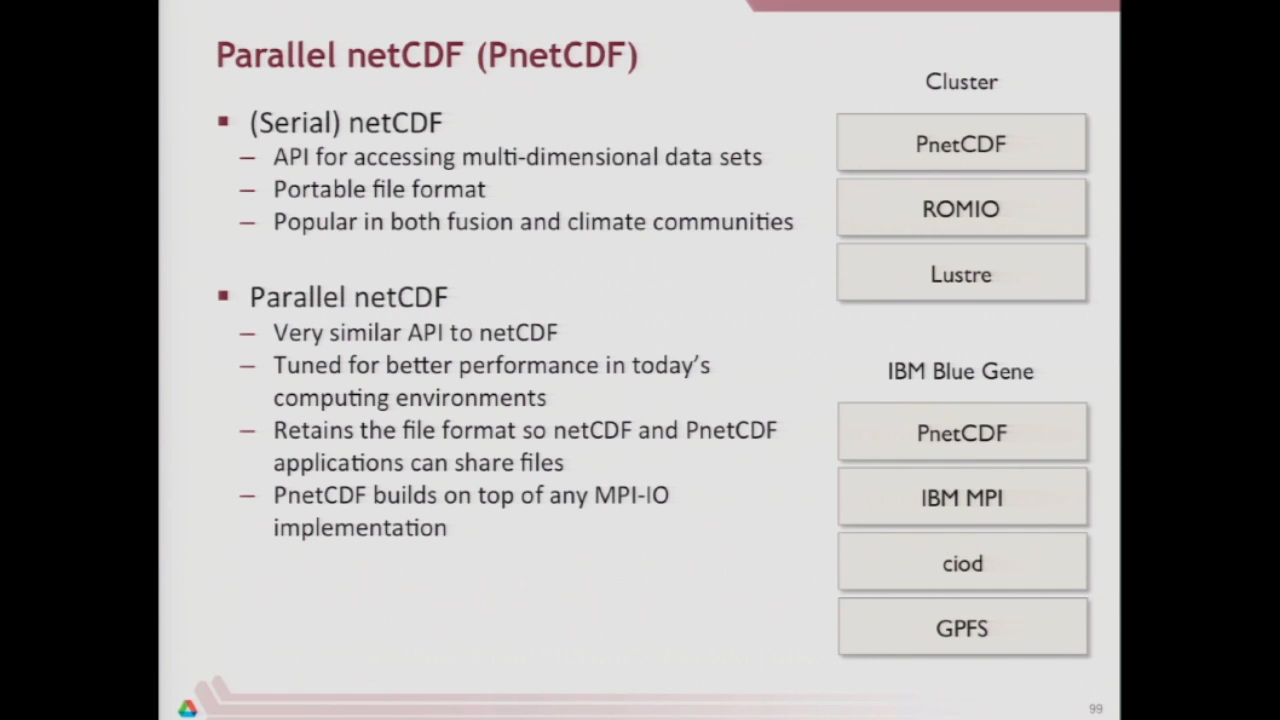 Parallel netCDF (PnetCDF)
(Serial) netCDF
– API for accessing multi-dimensional data sets
– Portable file format
– Popular in both fusion and climate communities
Parallel netCDF
– Very similar API to netCDF
– Tuned for better performance in today's
computing environments
– Retains the file format so netCDF and PnetCDF
applications can share files
– PnetCDF builds on top of any MPI-IO
implementation
Cluster
PnetCDF
ROMIO
Lustre
IBM Blue Gene
PnetCDF
IBM MPI
ciod
GPFS
99